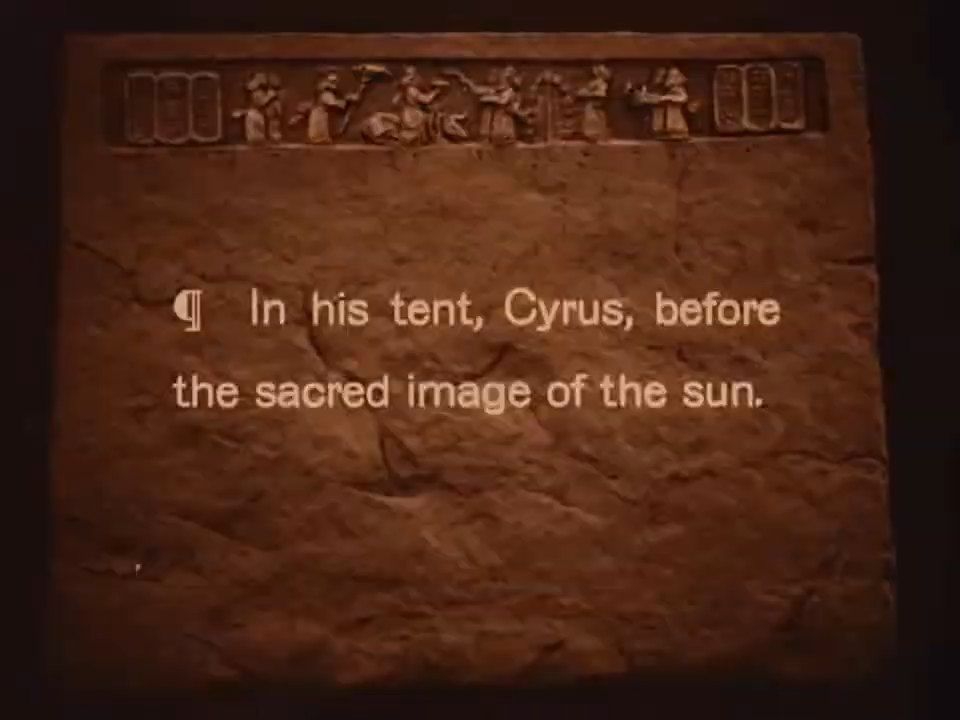 ¶ In his tent, Cyrus, before
the sacred image of the sun.